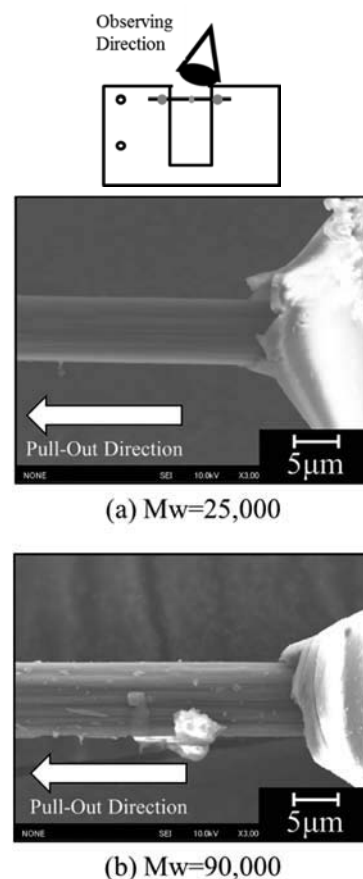 Observing
Direction
Pull-Out Direction
5μm
NONE SEI 10.0kV X3,00
(a) Mw=25,000
Pull-Out Direction
5μm
NONE SEI 10.0kV X3,00
(b) Mw=90,000